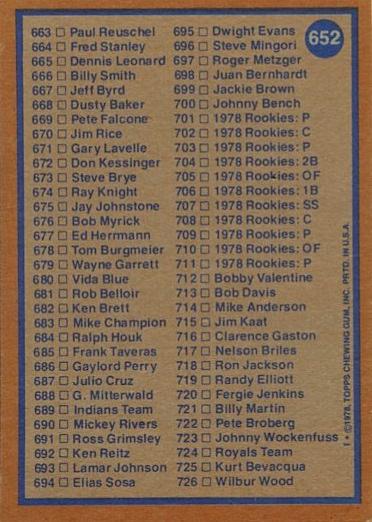 652
663 □ Paul Reuschel
664 □ Fred Stanley
665 □ Dennis Leonard
666 □ Billy Smith
667 □ Jeff Byrd
668 □ Dusty Baker
669 □ Pete Falcone
670 □ Jim Rice
671 □ Gary Lavelle
672 □ Don Kessinger
673 □ Steve Brye
674 □ Ray Knight
675 □ Jay Johnstone
676 □ Bob Myrick
677 □ Ed Herrmann
678 □ Tom Burgmeier
679 □ Wayne Garrett
680 □ Vida Blue
681 □ Rob Belloir
682 □ Ken Brett
683 □ Mike Champion
684 □ Ralph Houk
685 □ Frank Taveras
686 □ Gaylord Perry
687 □ Julio Cruz
688 □ G. Mitterwald
689 □ Indians Team
690 □ Mickey Rivers
691 □ Ross Grimsley
692 □ Ken Reitz
693 □ Lamar Johnson
694 □ Elias Sosa
695 □ Dwight Evans
696 □ Steve Mingori
697 □ Roger Metzger
698 □ Juan Bernhardt
699 □ Jackie Brown
700 □ Johnny Bench
701 □ 1978 Rookies: P
702 □ 1978 Rookies: C
703 □ 1978 Rookies: P
704 □ 1978 Rookies: 2B
705 □ 1978 Rookies: OF
706 □ 1978 Rookies: 1B
707 □ 1978 Rookies: SS
708 □ 1978 Rookies: C
709 □ 1978 Rookies: P
710 □ 1978 Rookies: OF
711 □ 1978 Rookies: P
712 □ Bobby Valentine
713 □ Bob Davis
714 □ Mike Anderson
715 □ Jim Kaat
716 □ Clarence Gaston
717 □ Nelson Briles
718 □ Ron Jackson
719 □ Randy Elliott
720 □ Fergie Jenkins
721 □ Billy Martin
722 □ Pete Broberg
723 □ Johnny Wockenfuss
724 □ Royals Team
725 □ Kurt Bevacqua
726 □ Wilbur Wood
I * ©1978, TOPPS CHEWING GUM, INC. PRTD. IN U.S.A.